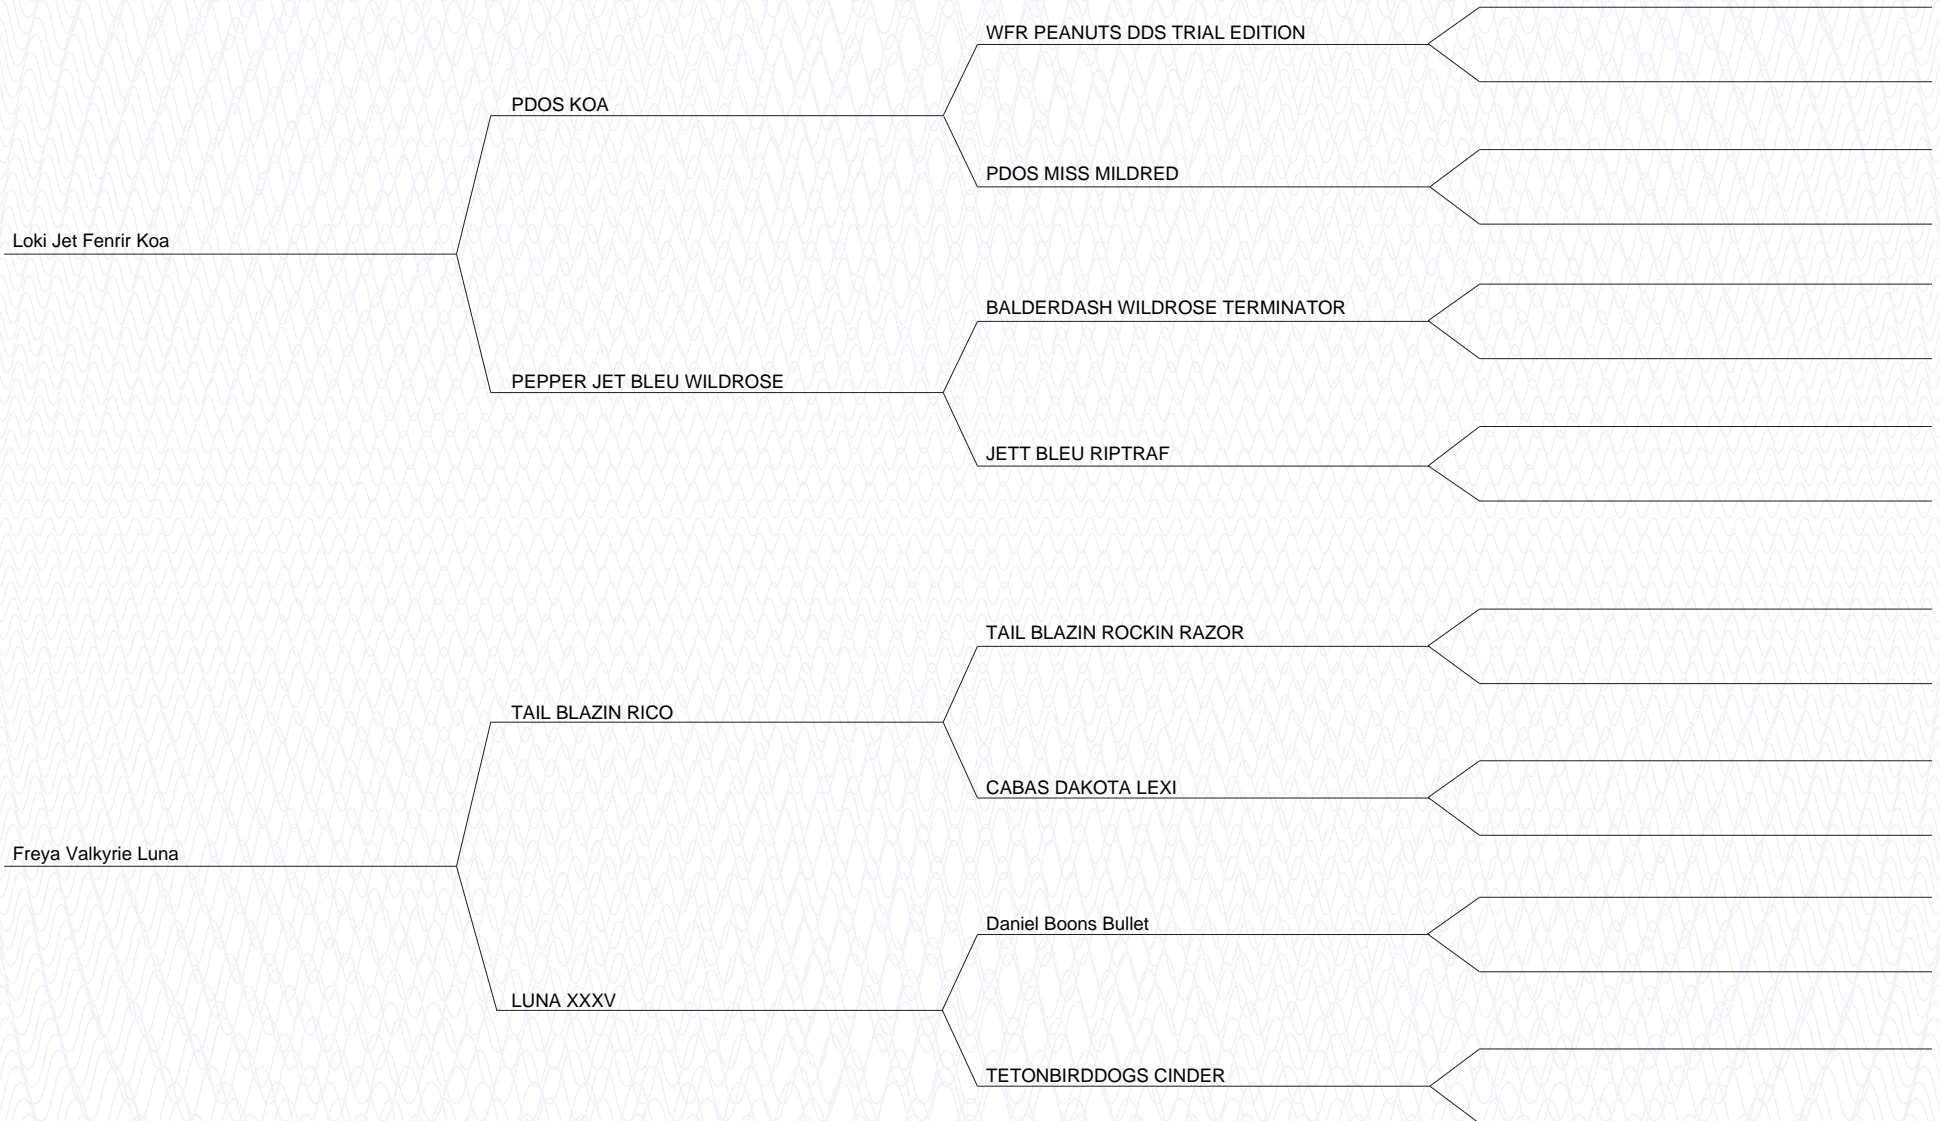 WFR PEANUTS DDS TRIAL EDITION
PDOS KOA
PDOS MISS MILDRED
Loki Jet Fenrir Koa
BALDERDASH WILDROSE TERMINATOR
PEPPER JET BLEU WILDROSE
JETT BLEU RIPTRAF
TAIL BLAZIN ROCKIN RAZOR
TAIL BLAZIN RICO
CABAS DAKOTA LEXI
Freya Valkyrie Luna
Daniel Boons Bullet
LUNA XXXV
TETONBIRDDOGS CINDER